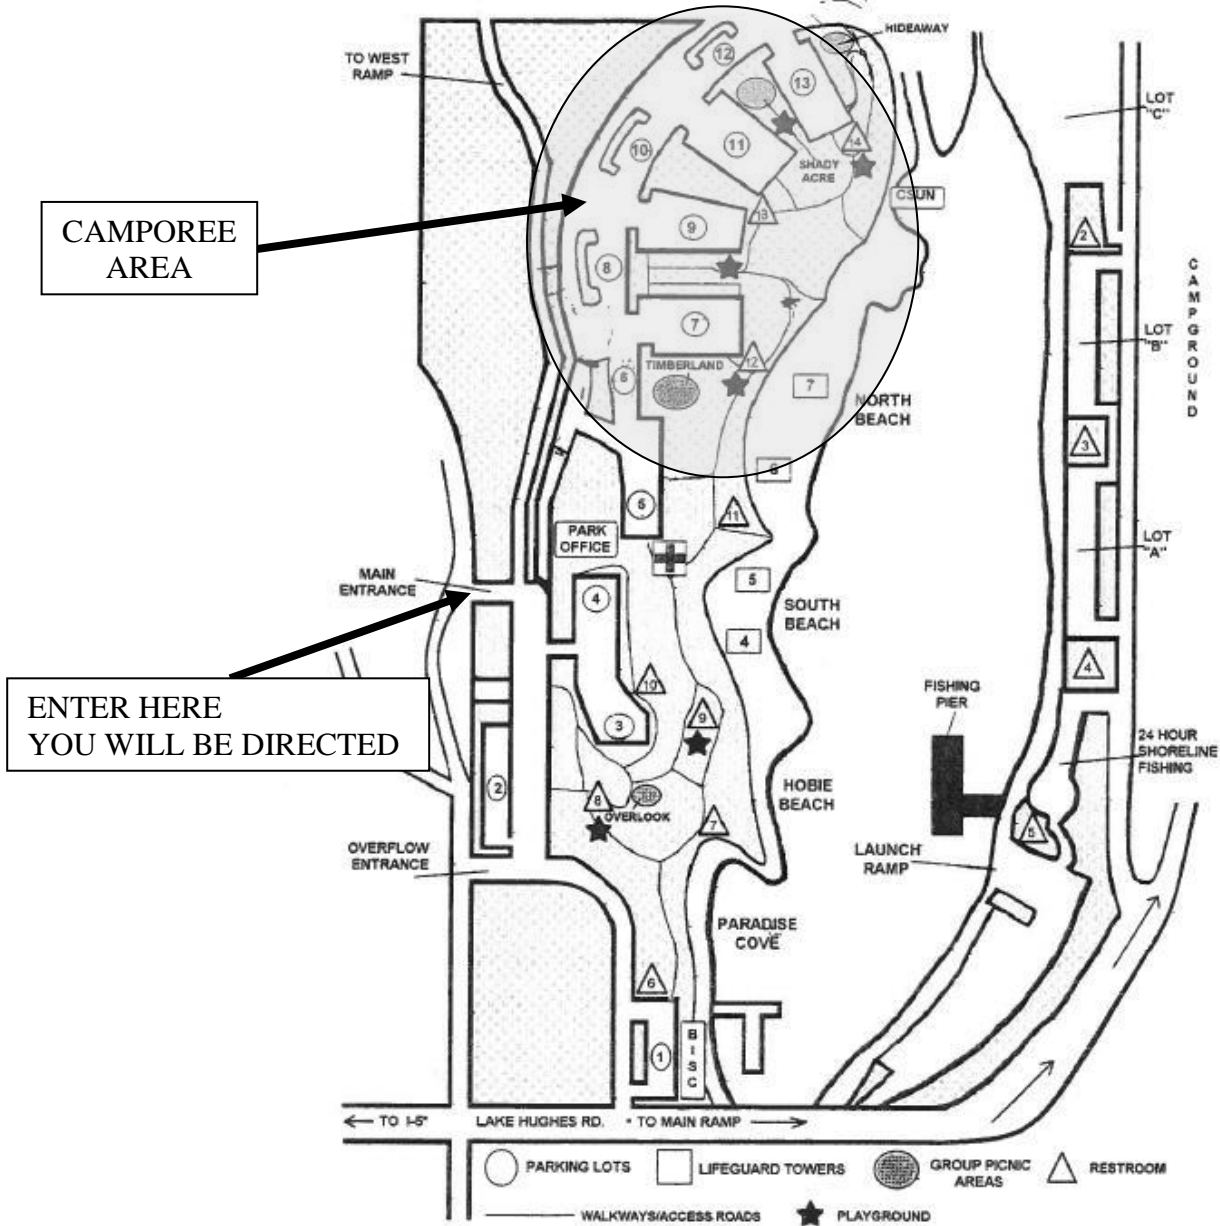 HIDEAWAY
TO WEST
RAMP
12
13
LOT
"C"
10
11
14
SHADY
ACRE
CSUN
13
2
CAMPOREE
AREA
9
8
CAMPGROUND
7
LOT
"B"
TIMBERLAND
12
6
7
NORTH
BEACH
3
6
5
11
PARK
OFFICE
LOT
"A"
MAIN
ENTRANCE
4
5
SOUTH
BEACH
4
10
4
ENTER HERE
YOU WILL BE DIRECTED
FISHING
PIER
3
9
24 HOUR
SHORELINE
FISHING
2
8
OVERLOOK
HOBIE
BEACH
7
5
OVERFLOW
ENTRANCE
LAUNCH
RAMP
PARADISE
COVE
6
1
BISC
TO I-5"
LAKE HUGHES RD.
TO MAIN RAMP
PARKING LOTS
LIFEGUARD TOWERS
GROUP PICNIC
AREAS
RESTROOM
WALKWAYS/ACCESS ROADS
PLAYGROUND